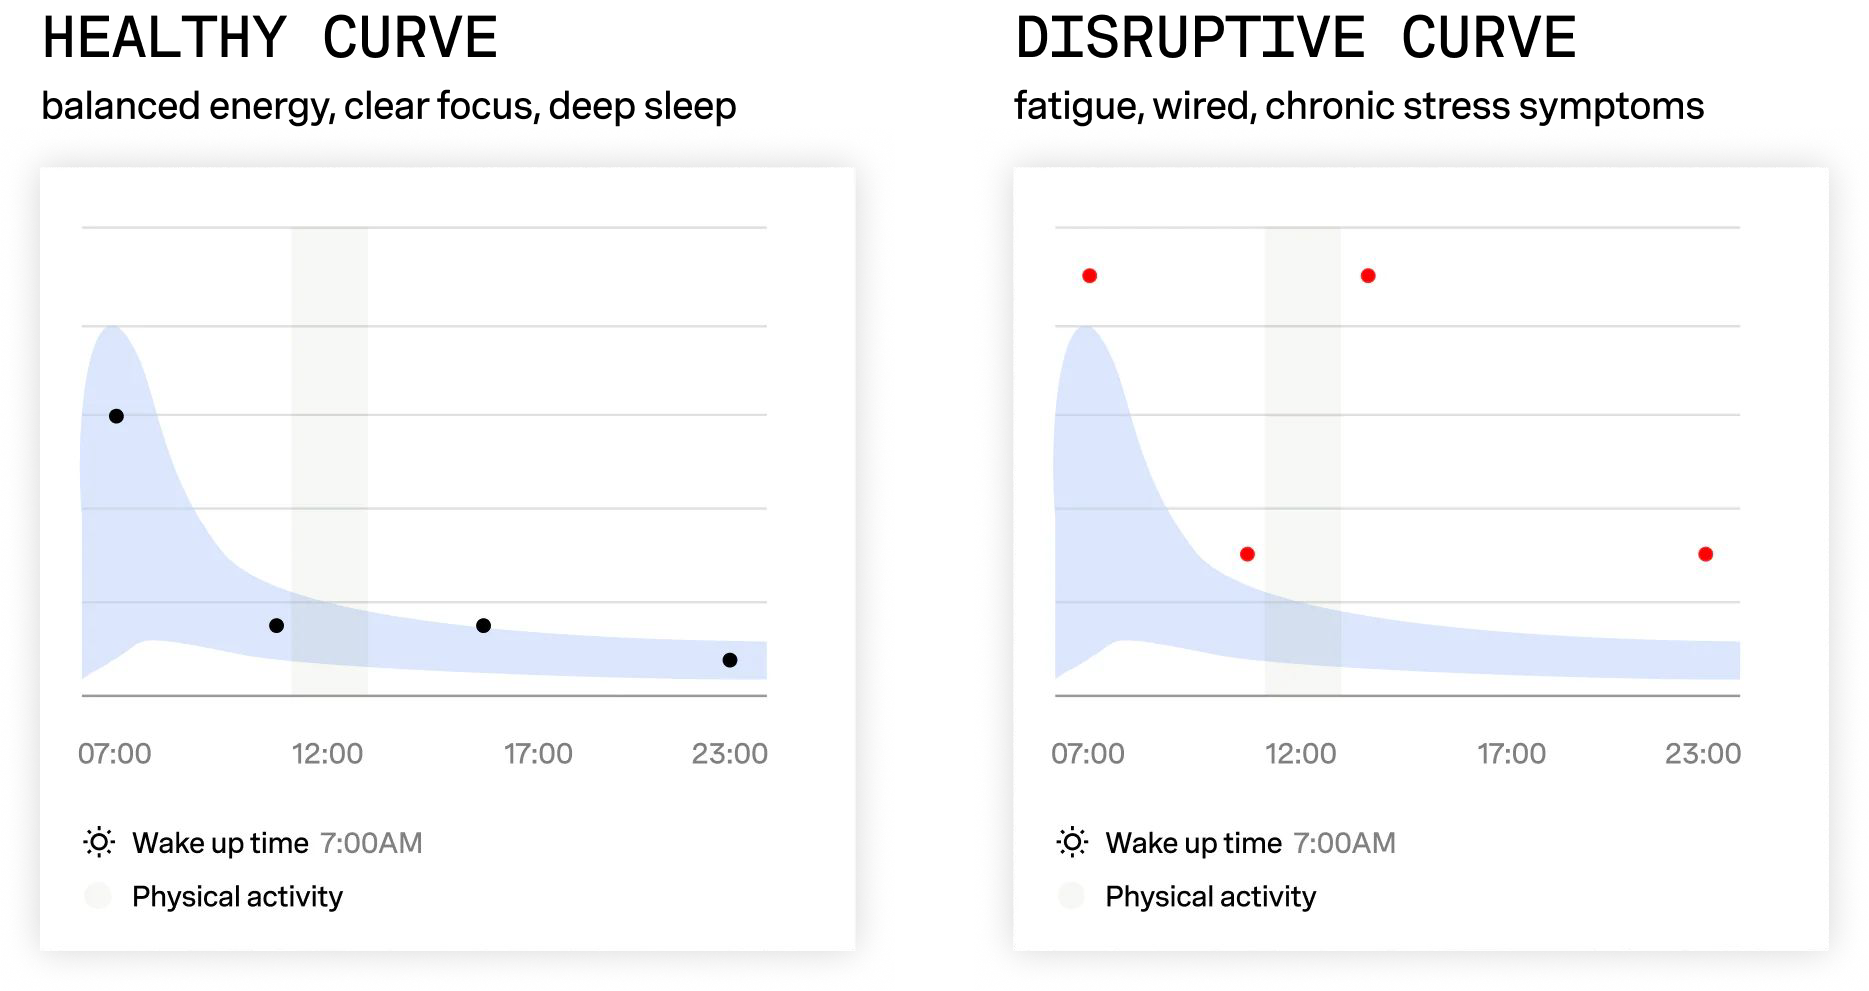 HEALTHY CURVE
balanced energy, clear focus, deep sleep
07:00 12:00 17:00 23:00
Wake up time 7:00AM
Physical activity
DISRUPTIVE CURVE
fatigue, wired, chronic stress symptoms
07:00 12:00 17:00 23:00
Wake up time 7:00AM
Physical activity